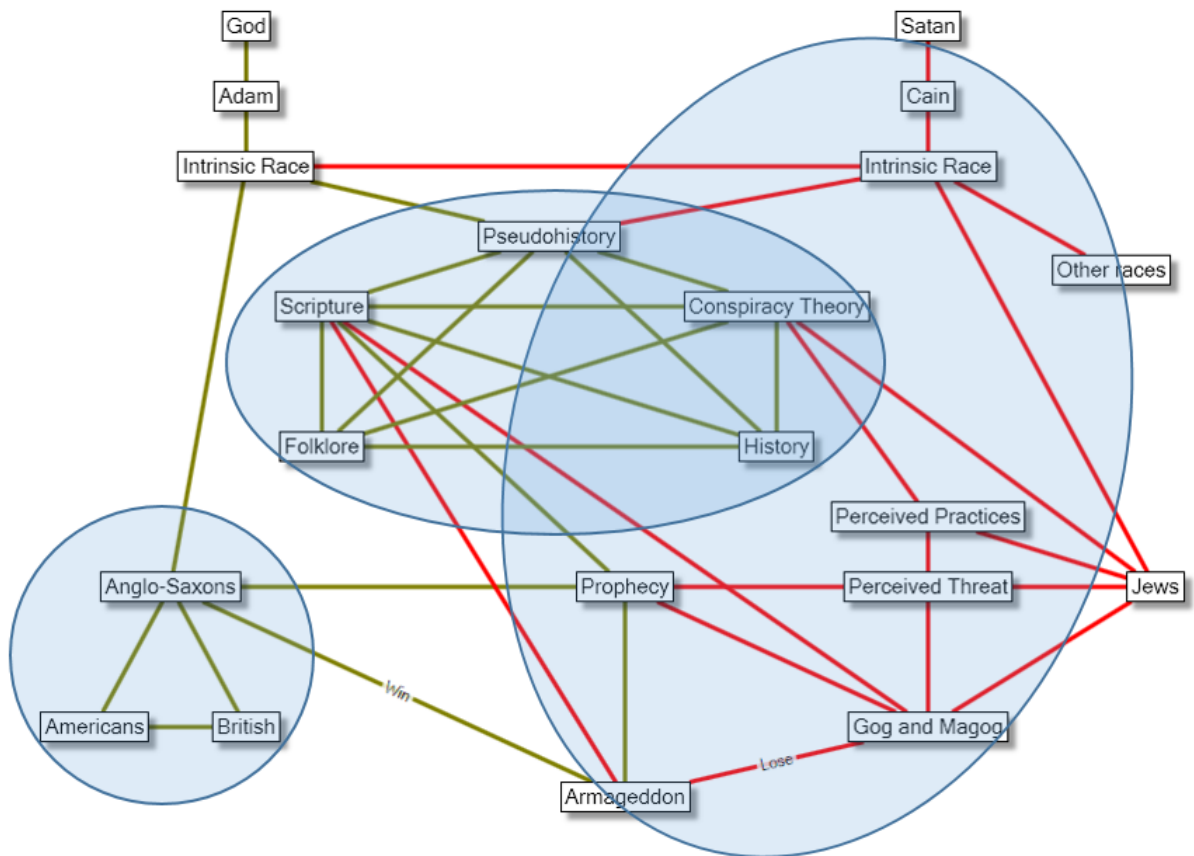 God
Satan
Adam
Cain
Intrinsic Race
Intrinsic Race
Pseudohistory
Other races
Scripture
Conspiracy Theory
Folklore
History
Perceived Practices
Anglo-Saxons
Prophecy
Perceived Threat
Jews
Win
Americans
British
Gog and Magog
Lose
Armageddon